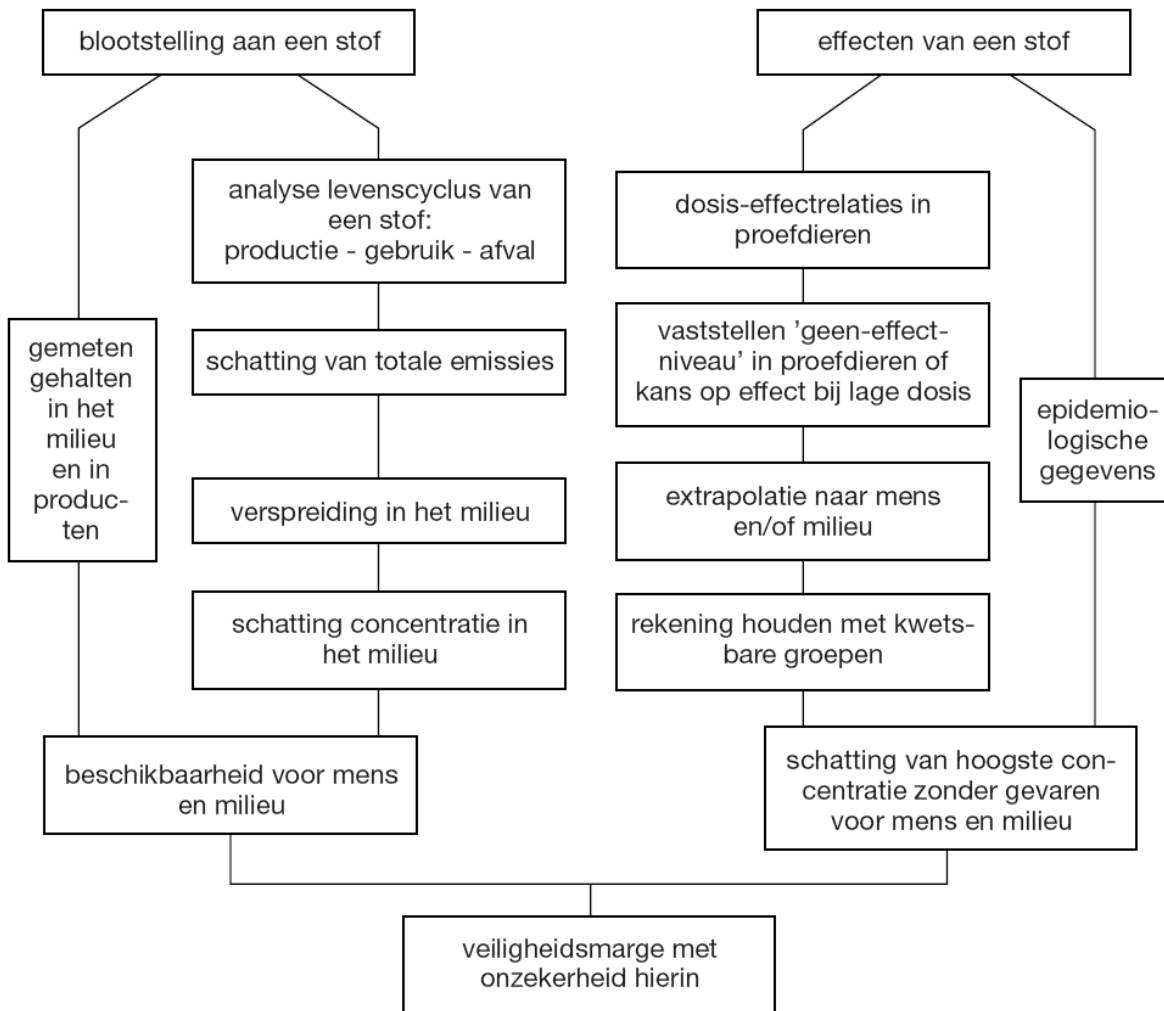 blootstelling aan een stof
effecten van een stof
analyse levenscyclus van
een stof:
productie - gebruik - afval
dosis-effectrelaties in
proefdieren
gemeten
gehalten
in het
milieu
en in
produc-
ten
schatting van totale emissies
vaststellen ’geen-effect-
niveau’ in proefdieren of
kans op effect bij lage dosis
epidemio-
logische
gegevens
verspreiding in het milieu
extrapolatie naar mens
en/of milieu
schatting concentratie in
het milieu
rekening houden met kwets-
bare groepen
beschikbaarheid voor mens
en milieu
schatting van hoogste con-
centratie zonder gevaren
voor mens en milieu
veiligheidsmarge met
onzekerheid hierin